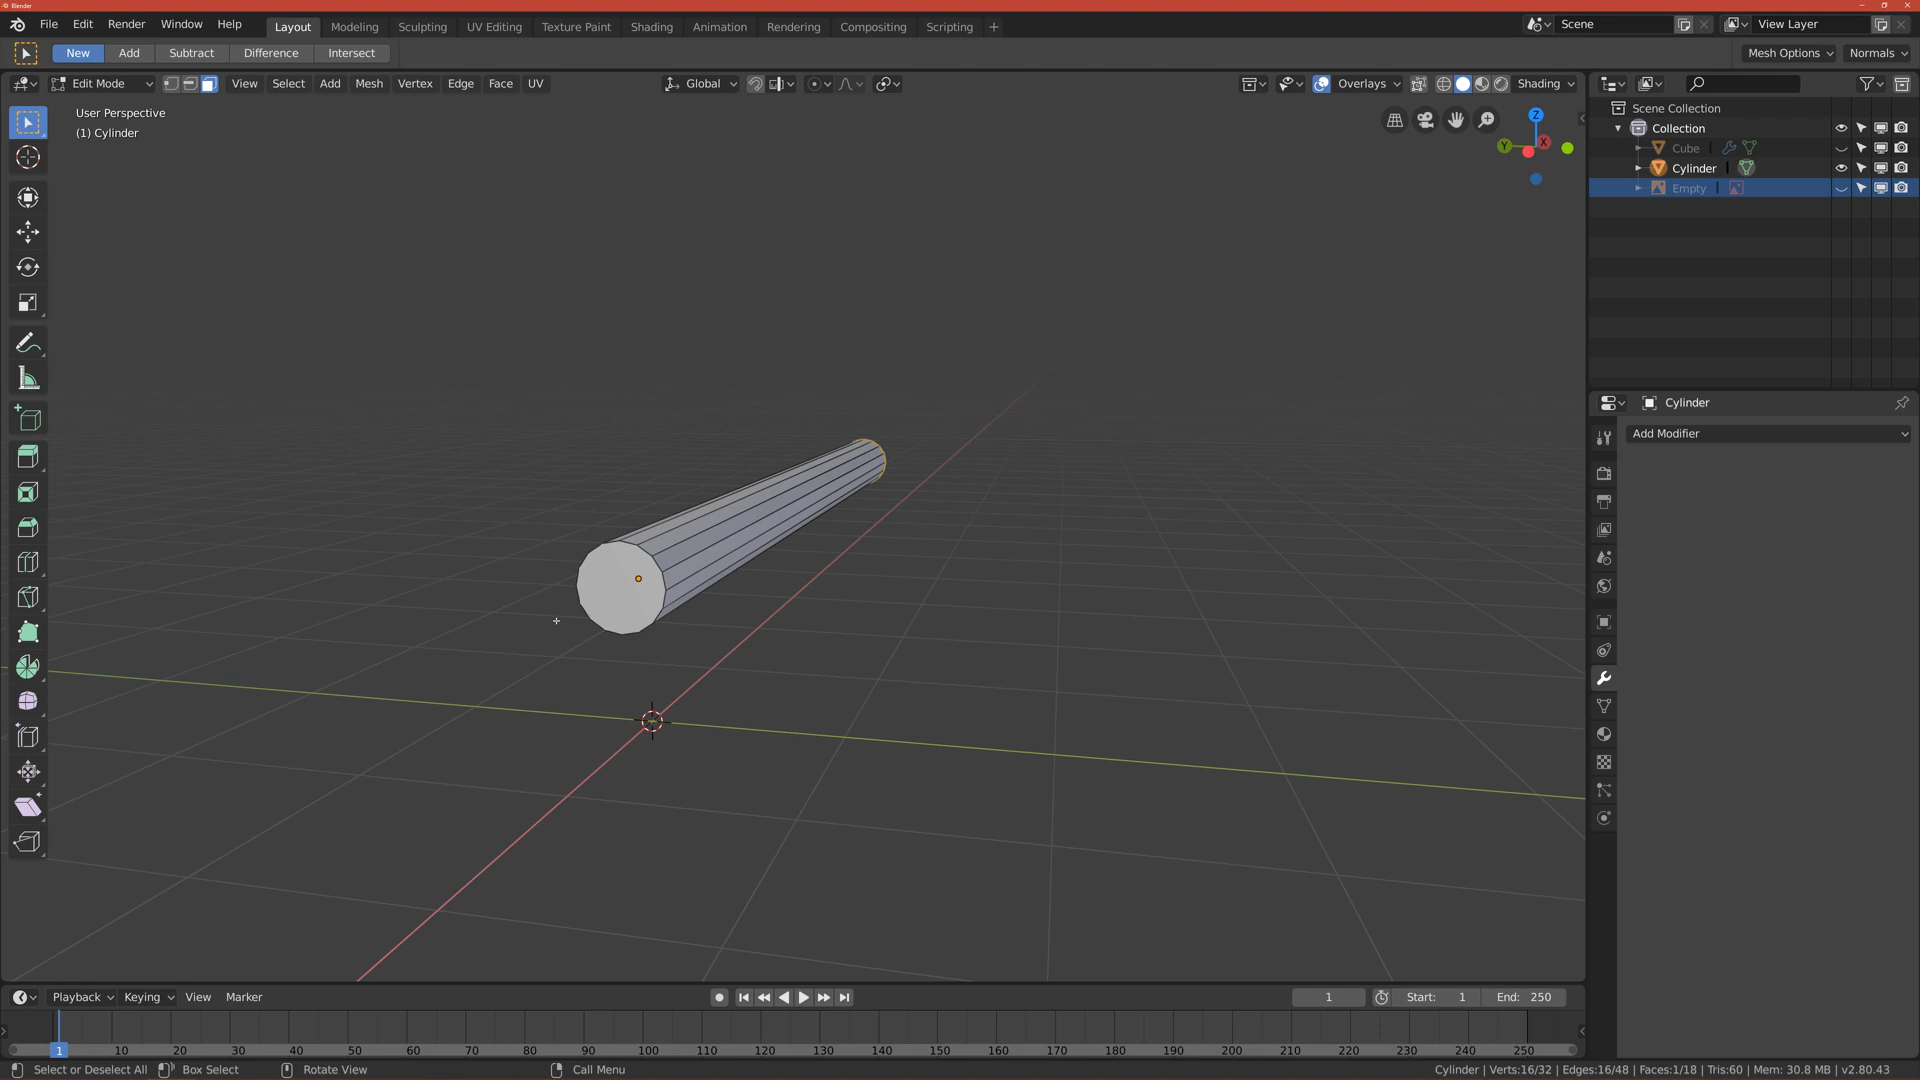 Blender
File Edit Render Window Help Layout Modeling Sculpting UV Editing Texture Paint Shading Animation Rendering Compositing Scripting + Scene View Layer
New Add Subtract Difference Intersect Mesh Options Normals
Edit Mode View Select Add Mesh Vertex Edge Face UV Global Overlays Shading
User Perspective
(1) Cylinder
Z
Y X
Scene Collection
Collection
Cube
Cylinder
Empty
Cylinder
Add Modifier
Playback Keying View Marker 1 Start: 1 End: 250
1 10 20 30 40 50 60 70 80 90 100 110 120 130 140 150 160 170 180 190 200 210 220 230 240 250
Select or Deselect All Box Select Rotate View Call Menu Cylinder | Verts:16/32 | Edges:16/48 | Faces:1/18 | Tris:60 | Mem: 30.8 MB | v2.80.43